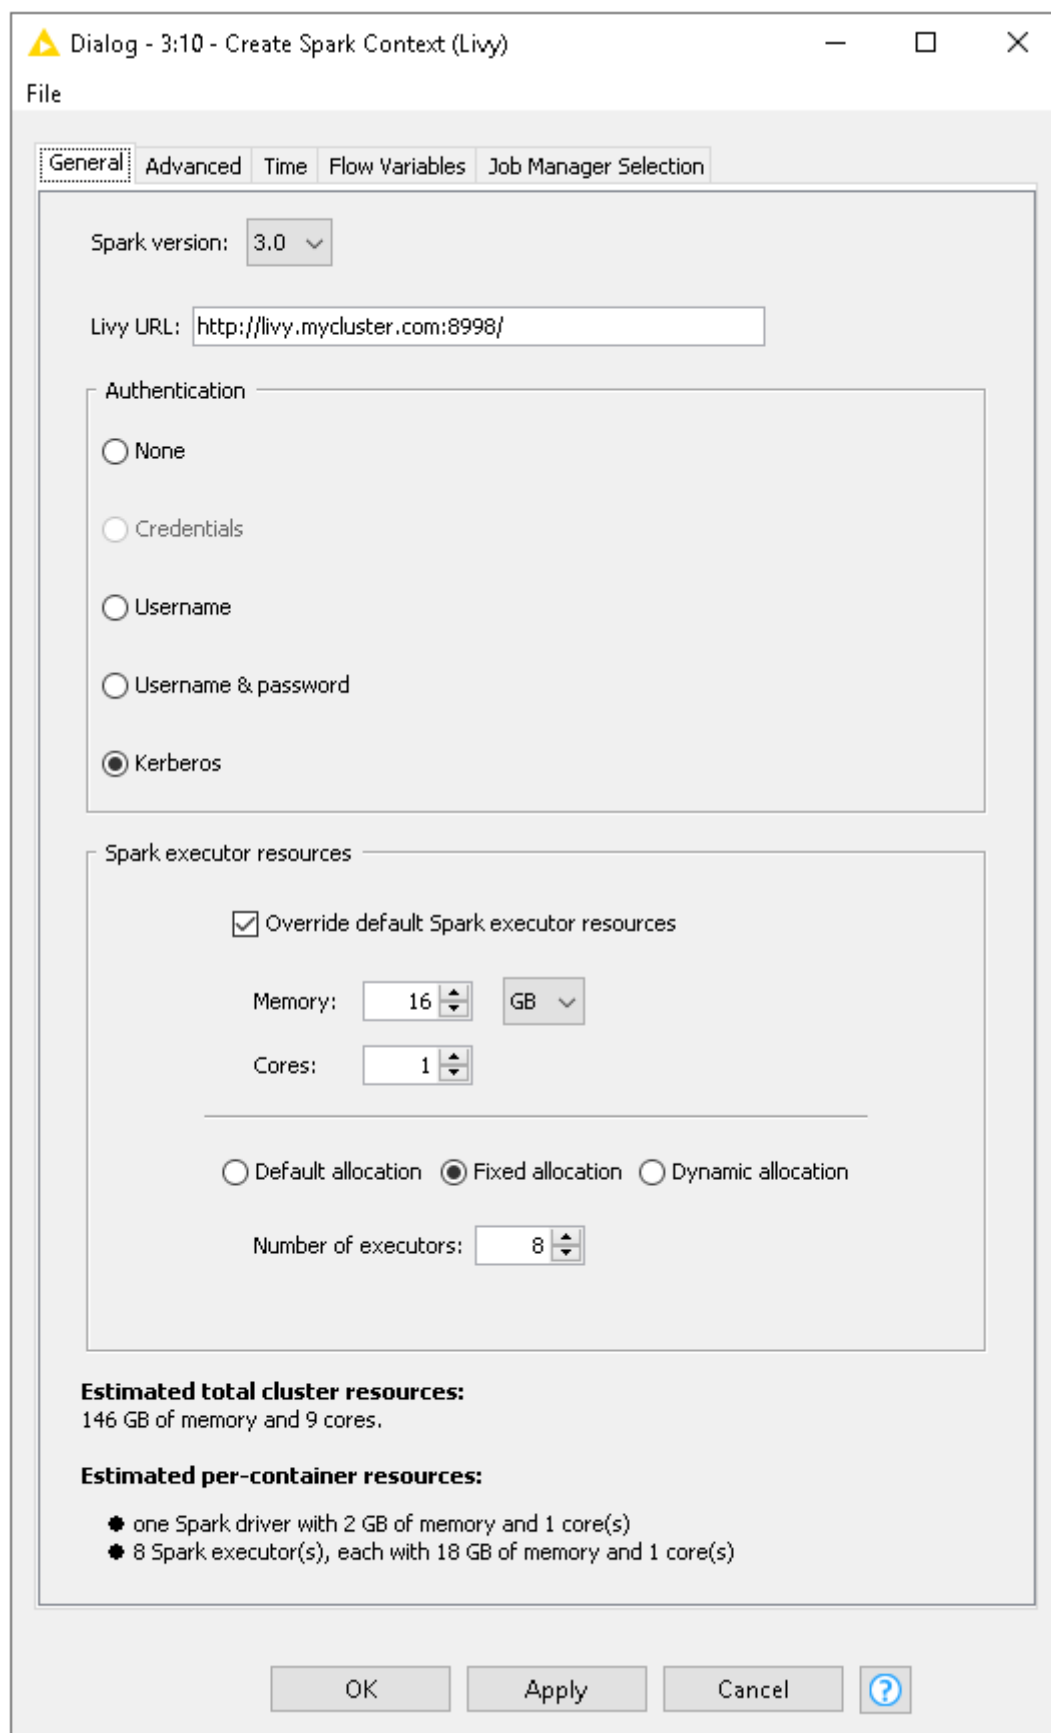 Dialog - 3:10 - Create Spark Context (Livy)
File
General Advanced Time Flow Variables Job Manager Selection
Spark version: 3.0
Livy URL: http://livy.mycluster.com:8998/
Authentication
None
Credentials
Username
Username & password
Kerberos
Spark executor resources
Override default Spark executor resources
Memory: 16 GB
Cores: 1
Default allocation Fixed allocation Dynamic allocation
Number of executors: 8
Estimated total cluster resources:
146 GB of memory and 9 cores.
Estimated per-container resources:
● one Spark driver with 2 GB of memory and 1 core(s)
● 8 Spark executor(s), each with 18 GB of memory and 1 core(s)
OK Apply Cancel ?